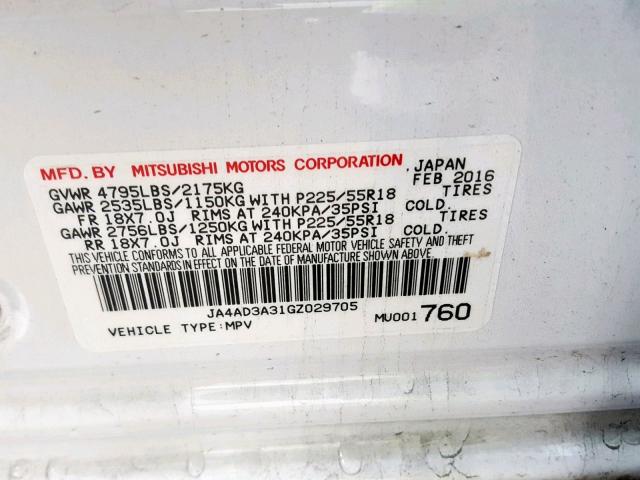 MFD. BY MITSUBISHI MOTORS CORPORATION, JAPAN
GVWR 4795LBS/2175KG FEB 2016
GAWR 2535LBS/1150KG WITH P225/55R18 TIRES
FR 18X7.0J RIMS AT 240KPA/35PSI COLD.
GAWR 2756LBS/1250KG WITH P225/55R18 TIRES
RR 18X7.0J RIMS AT 240KPA/35PSI COLD.
THIS VEHICLE CONFORMS TO ALL APPLICABLE FEDERAL MOTOR VEHICLE SAFETY AND THEFT
PREVENTION STANDARDS IN EFFECT ON THE DATE OF MANUFACTURE SHOWN ABOVE.
JA4AD3A31GZ029705
VEHICLE TYPE:MPV MU001760